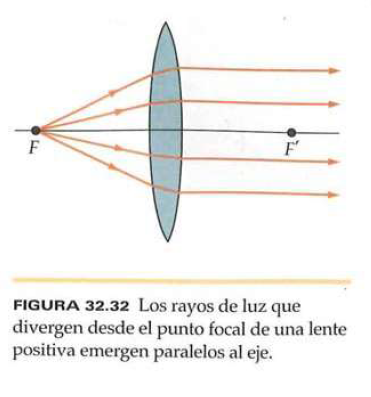 F
F′
FIGURA 32.32 Los rayos de luz que
divergen desde el punto focal de una lente
positiva emergen paralelos al eje.